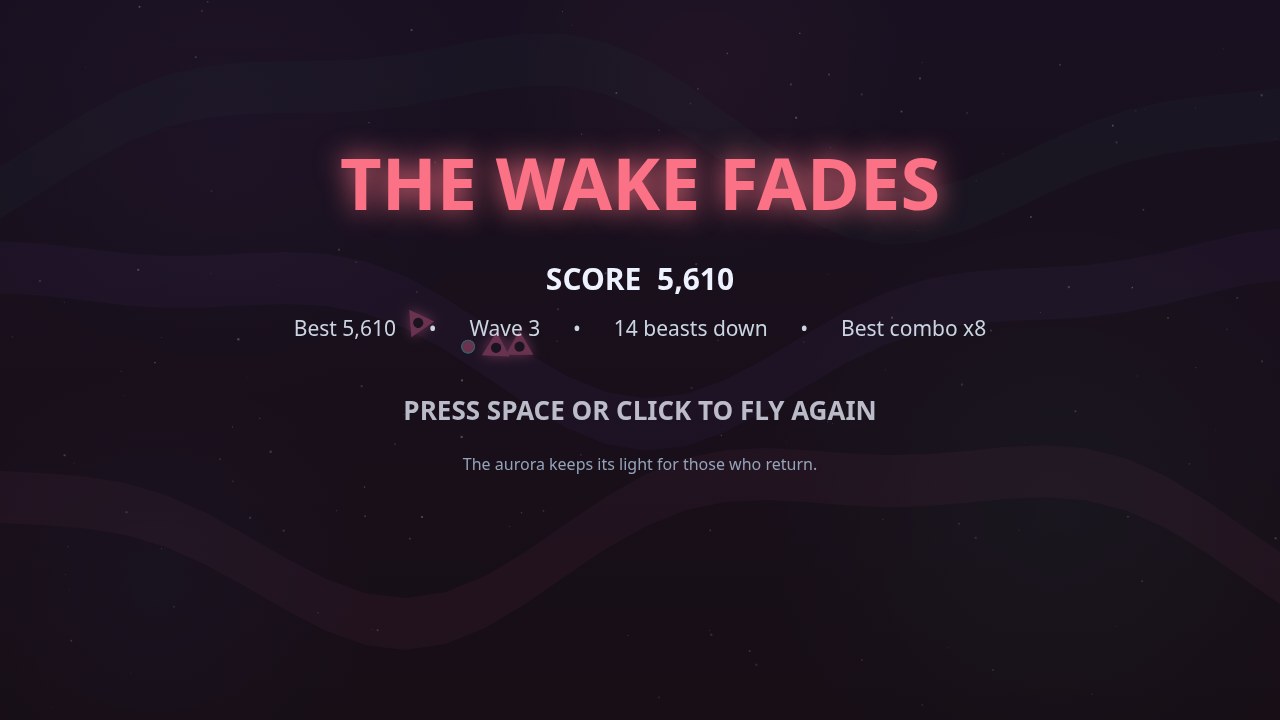 THE WAKE FADES
SCORE 5,610
Best 5,610 • Wave 3 • 14 beasts down • Best combo x8
PRESS SPACE OR CLICK TO FLY AGAIN
The aurora keeps its light for those who return.